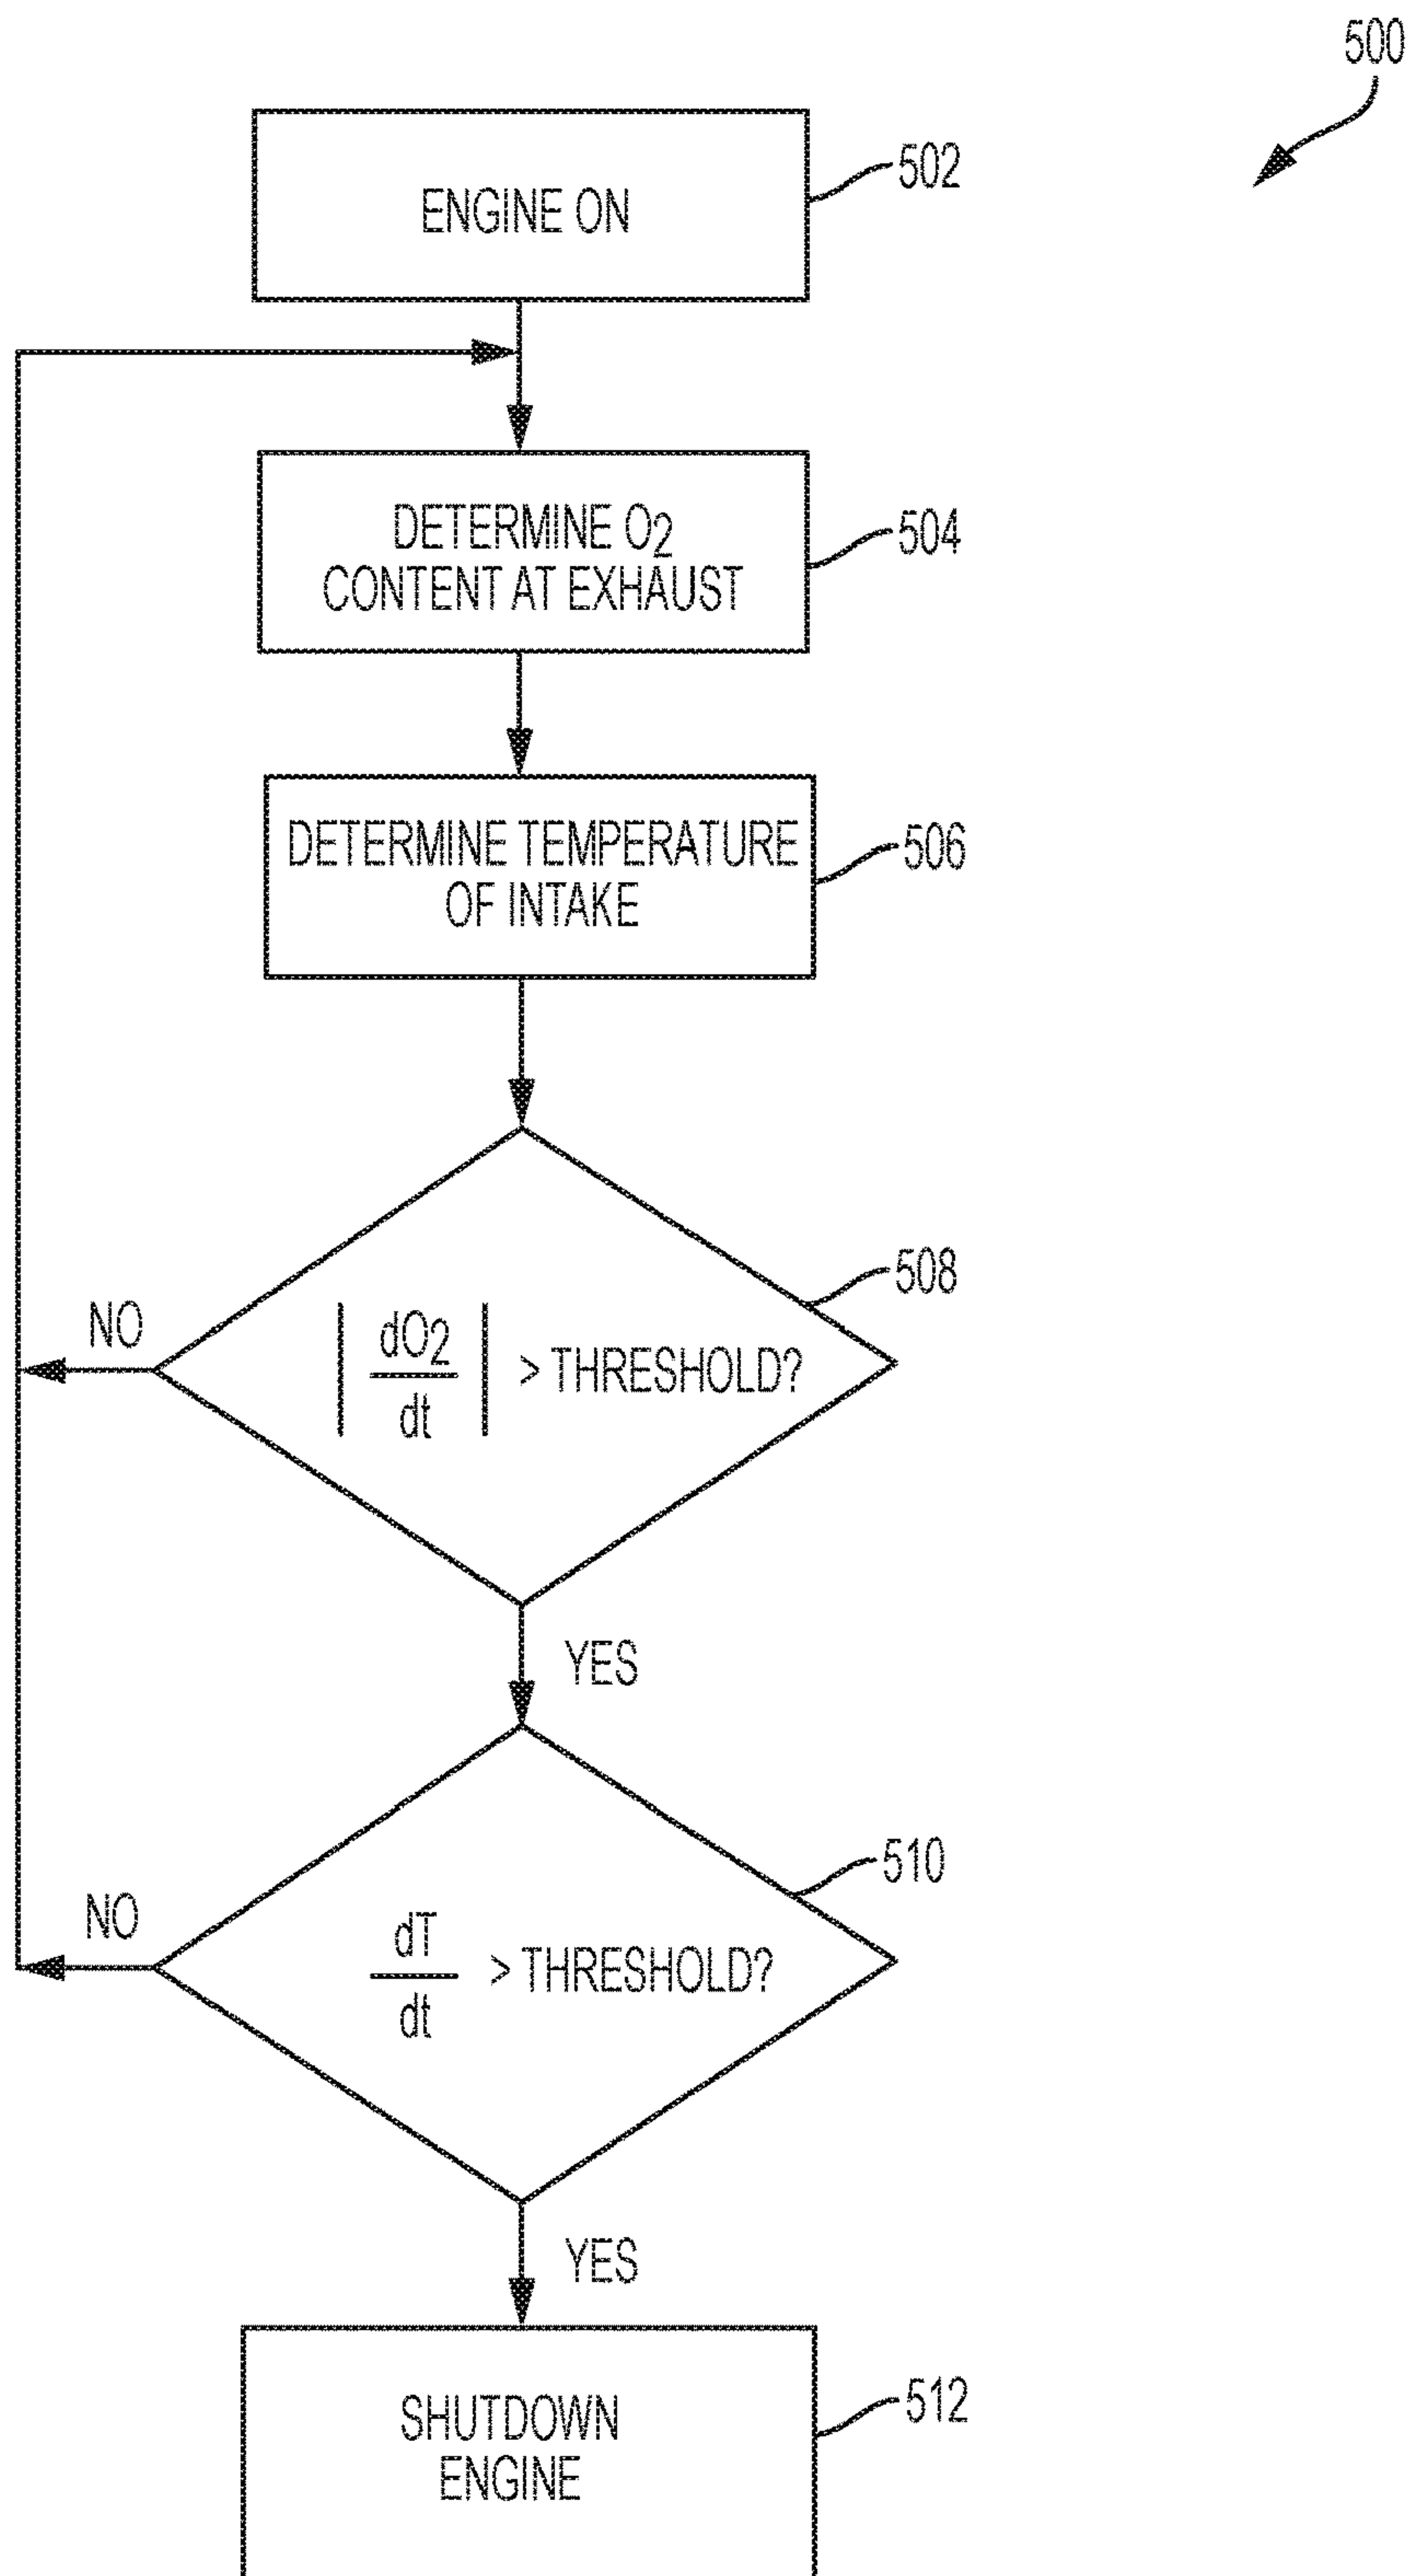 500
ENGINE ON
502
DETERMINE O2
CONTENT AT EXHAUST
504
DETERMINE TEMPERATURE
OF INTAKE
506
508
NO
| dO2
dt | > THRESHOLD?
YES
510
NO
dT
dt > THRESHOLD?
YES
SHUTDOWN
ENGINE
512